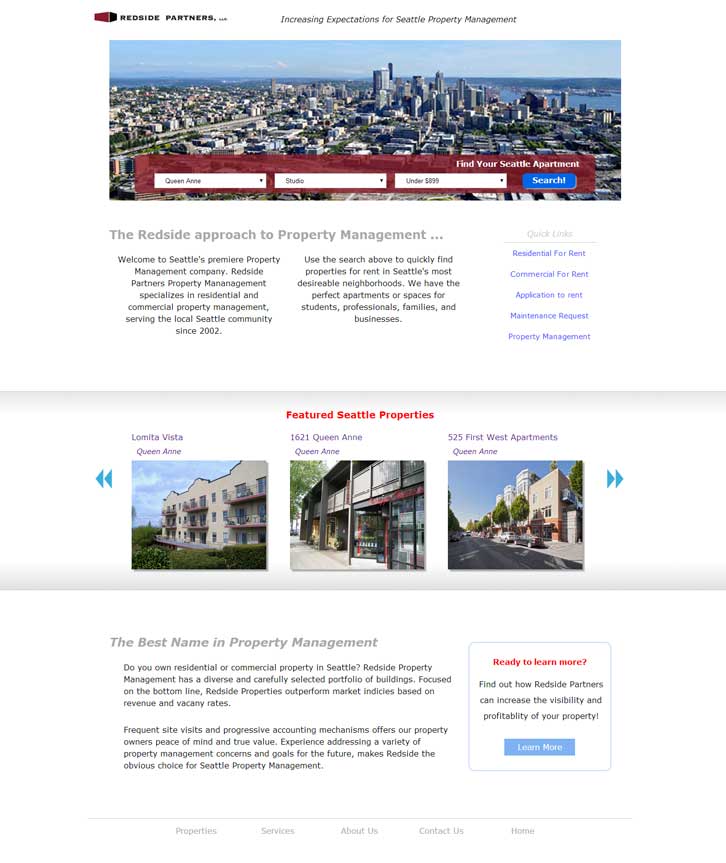 REDSIDE PARTNERS, LLC
Increasing Expectations for Seattle Property Management
Find Your Seattle Apartment
Queen Anne
Studio
Under $899
Search!
The Redside approach to Property Management ...
Welcome to Seattle's premiere Property
Management company. Redside
Partners Property Mananagement
specializes in residential and
commercial property management,
serving the local Seattle community
since 2002.
Use the search above to quickly find
properties for rent in Seattle's most
desireable neighborhoods. We have the
perfect apartments or spaces for
students, professionals, families, and
businesses.
Quick Links
Residential For Rent
Commercial For Rent
Application to rent
Maintenance Request
Property Management
Featured Seattle Properties
Lomita Vista
Queen Anne
1621 Queen Anne
Queen Anne
525 First West Apartments
Queen Anne
The Best Name in Property Management
Do you own residential or commercial property in Seattle? Redside Property
Management has a diverse and carefully selected portfolio of buildings. Focused
on the bottom line, Redside Properties outperform market indicies based on
revenue and vacany rates.
Frequent site visits and progressive accounting mechanisms offers our property
owners peace of mind and true value. Experience addressing a variety of
property management concerns and goals for the future, makes Redside the
obvious choice for Seattle Property Management.
Ready to learn more?
Find out how Redside Partners
can increase the visibility and
profitablity of your property!
Learn More
Properties
Services
About Us
Contact Us
Home